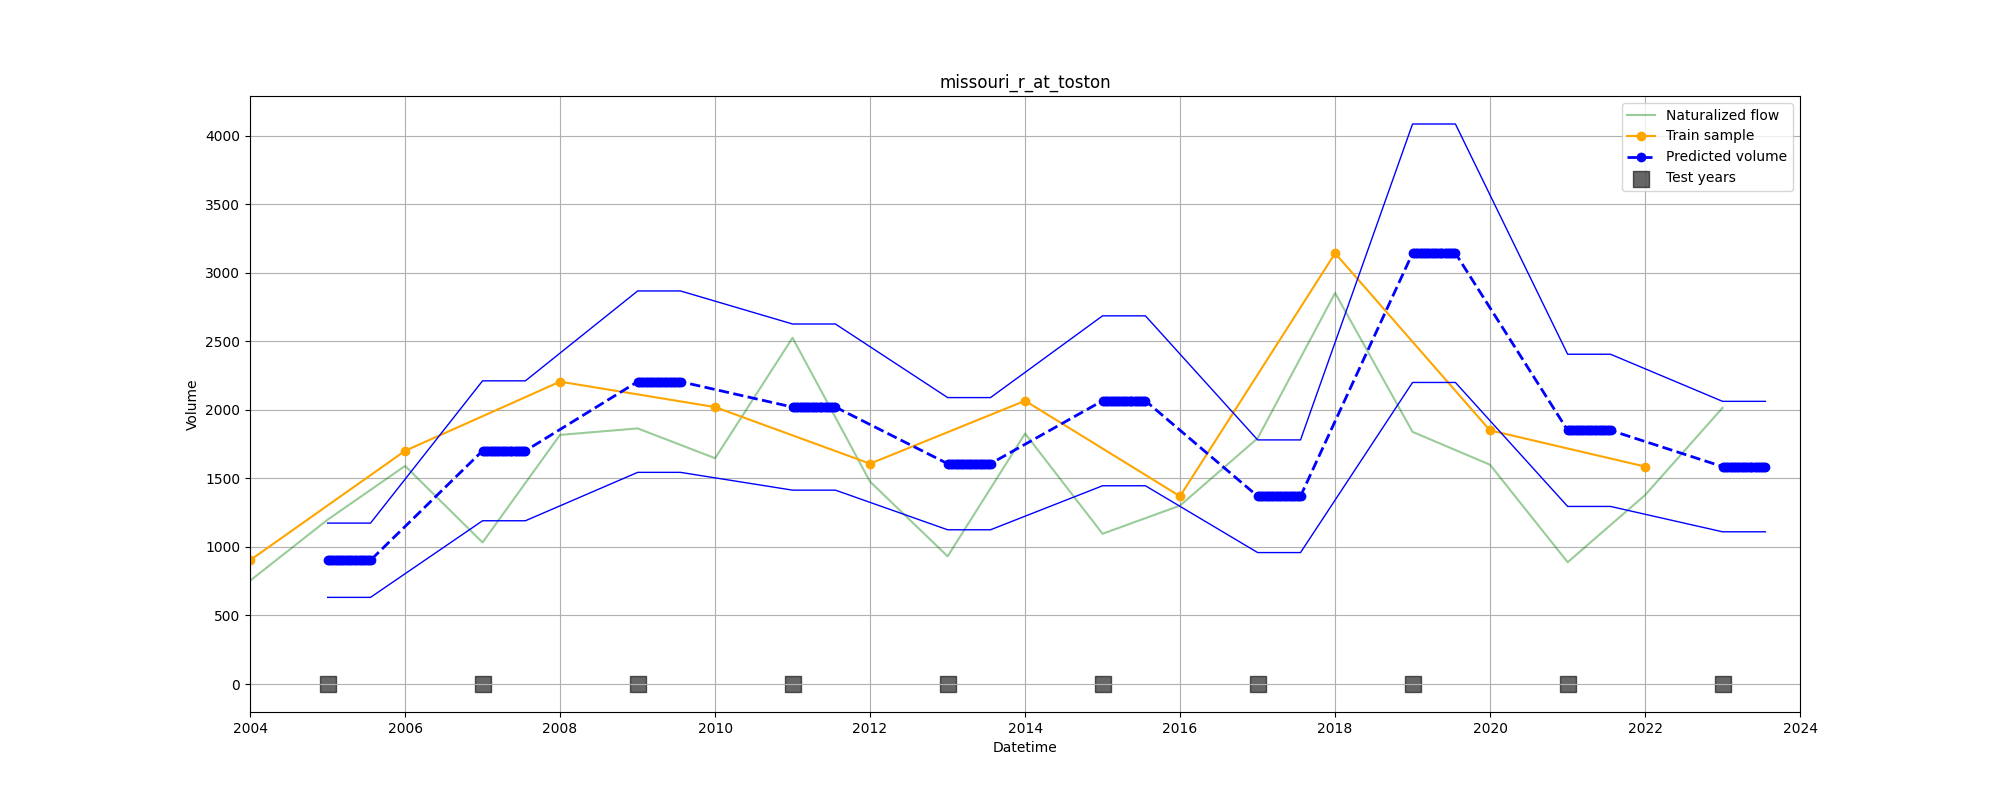 missouri_r_at_toston
Naturalized flow
Train sample
Predicted volume
Test years
4000
3500
3000
2500
2000
1500
1000
500
0
Volume
2004 2006 2008 2010 2012 2014 2016 2018 2020 2022 2024
Datetime